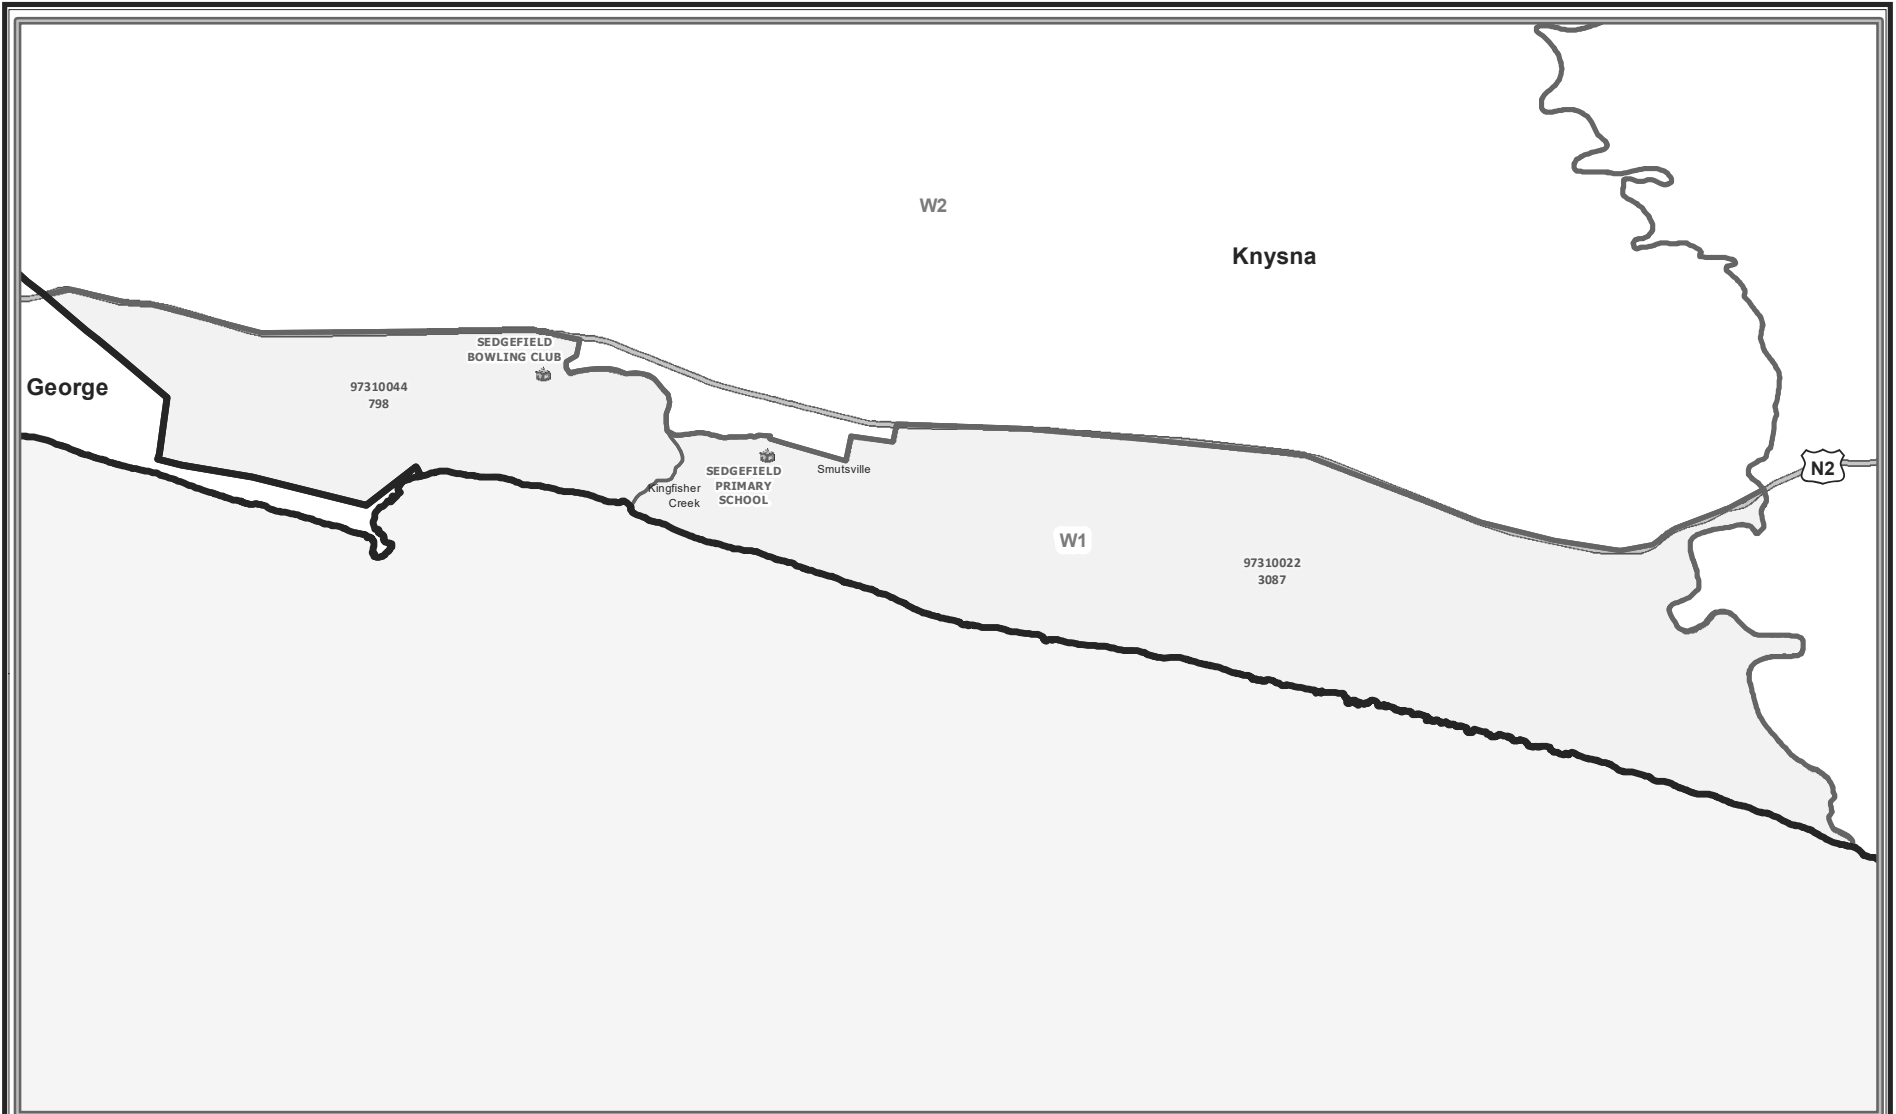 W2
Knysna
SEDGEFIELD
BOWLING CLUB
George
97310044
798
N2
Smutsville
SEDGEFIELD
PRIMARY
SCHOOL
Kingfisher
Creek
W1
97310022
3087